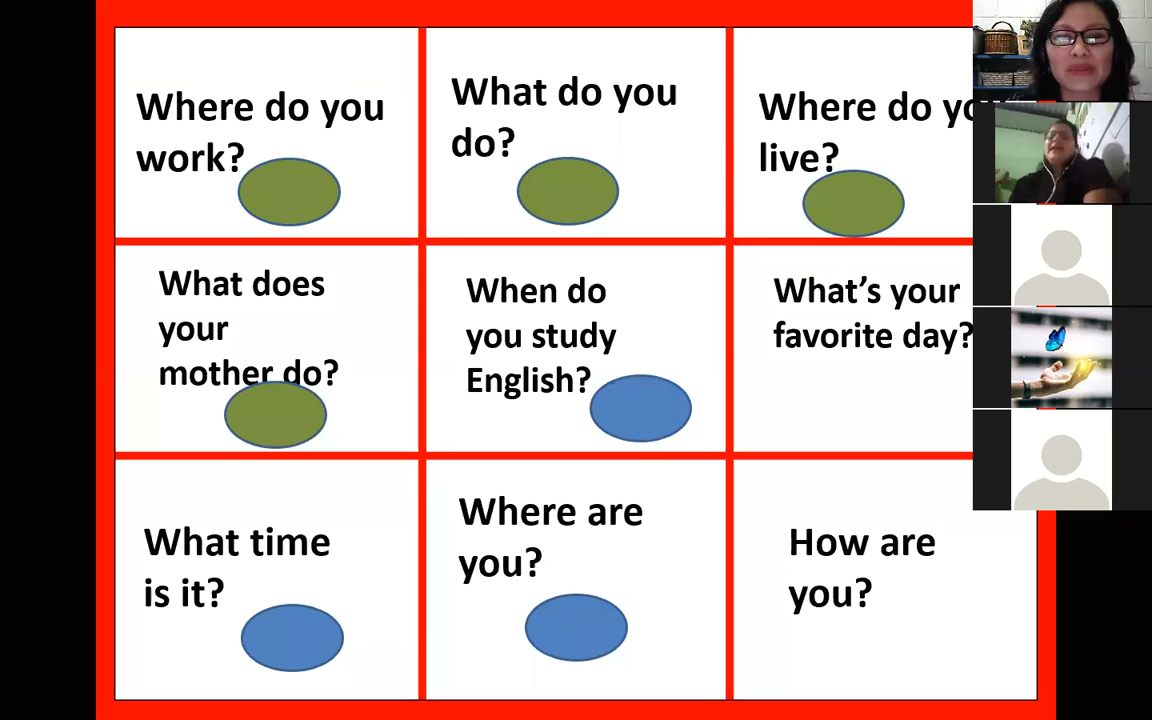 Where do you
work?
What do you
do?
Where do yo
live?
What does
your
mother do?
When do
you study
English?
What's your
favorite day?
What time
is it?
Where are
you?
How are
you?